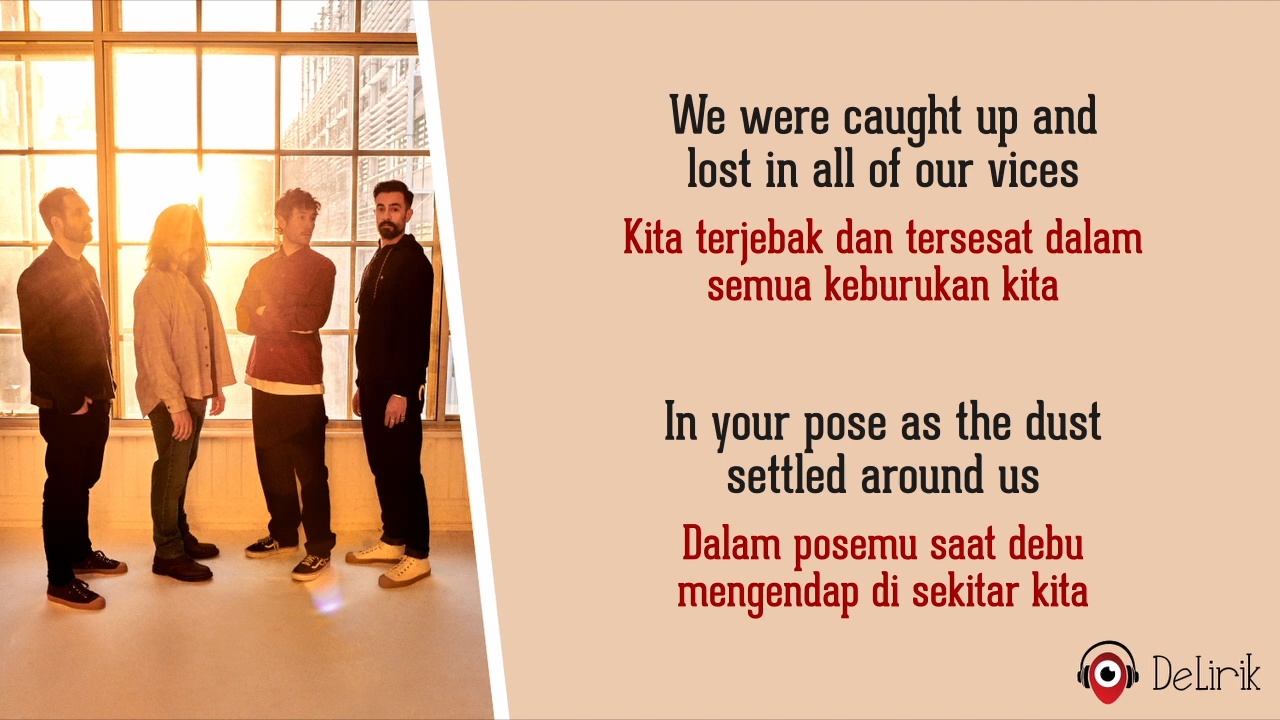 We were caught up and
lost in all of our vices
Kita terjebak dan tersesat dalam
semua keburukan kita
In your pose as the dust
settled around us
Dalam posemu saat debu
mengendap di sekitar kita
DeLirik